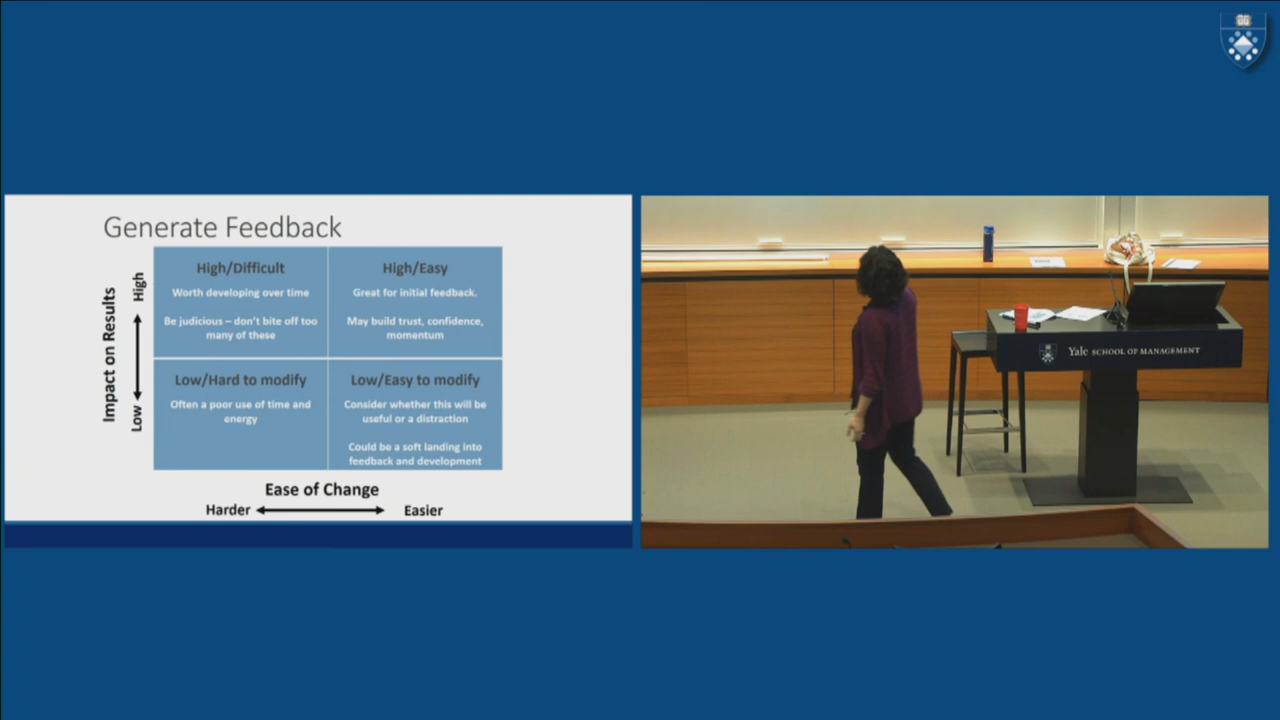 Generate Feedback
High/Difficult
Worth developing over time
Be judicious – don't bite off too
many of these
High/Easy
Great for initial feedback.
May build trust, confidence,
momentum
Low/Hard to modify
Often a poor use of time and
energy
Low/Easy to modify
Consider whether this will be
useful or a distraction
Could be a soft landing into
feedback and development
Impact on Results
High
Low
Ease of Change
Harder
Easier
Yale SCHOOL OF MANAGEMENT